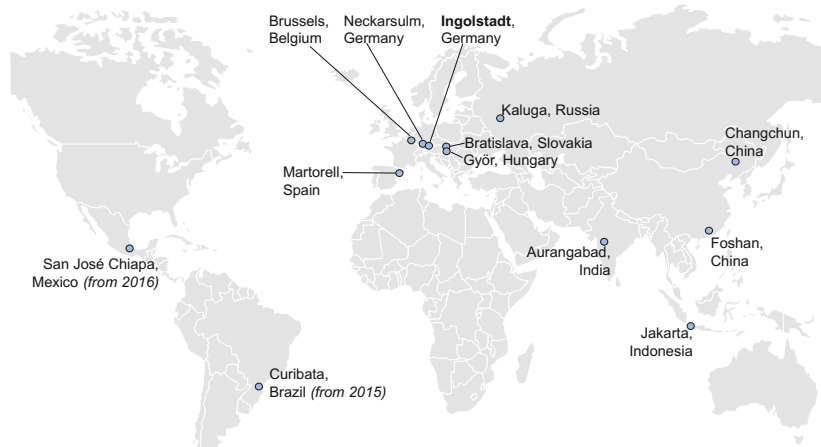 Brussels,
Belgium
Neckarsulm,
Germany
Ingolstadt,
Germany
Kaluga, Russia
Bratislava, Slovakia
Györ, Hungary
Changchun,
China
Martorell,
Spain
San José Chiapa,
Mexico (from 2016)
Aurangabad,
India
Foshan,
China
Jakarta,
Indonesia
Curibata,
Brazil (from 2015)